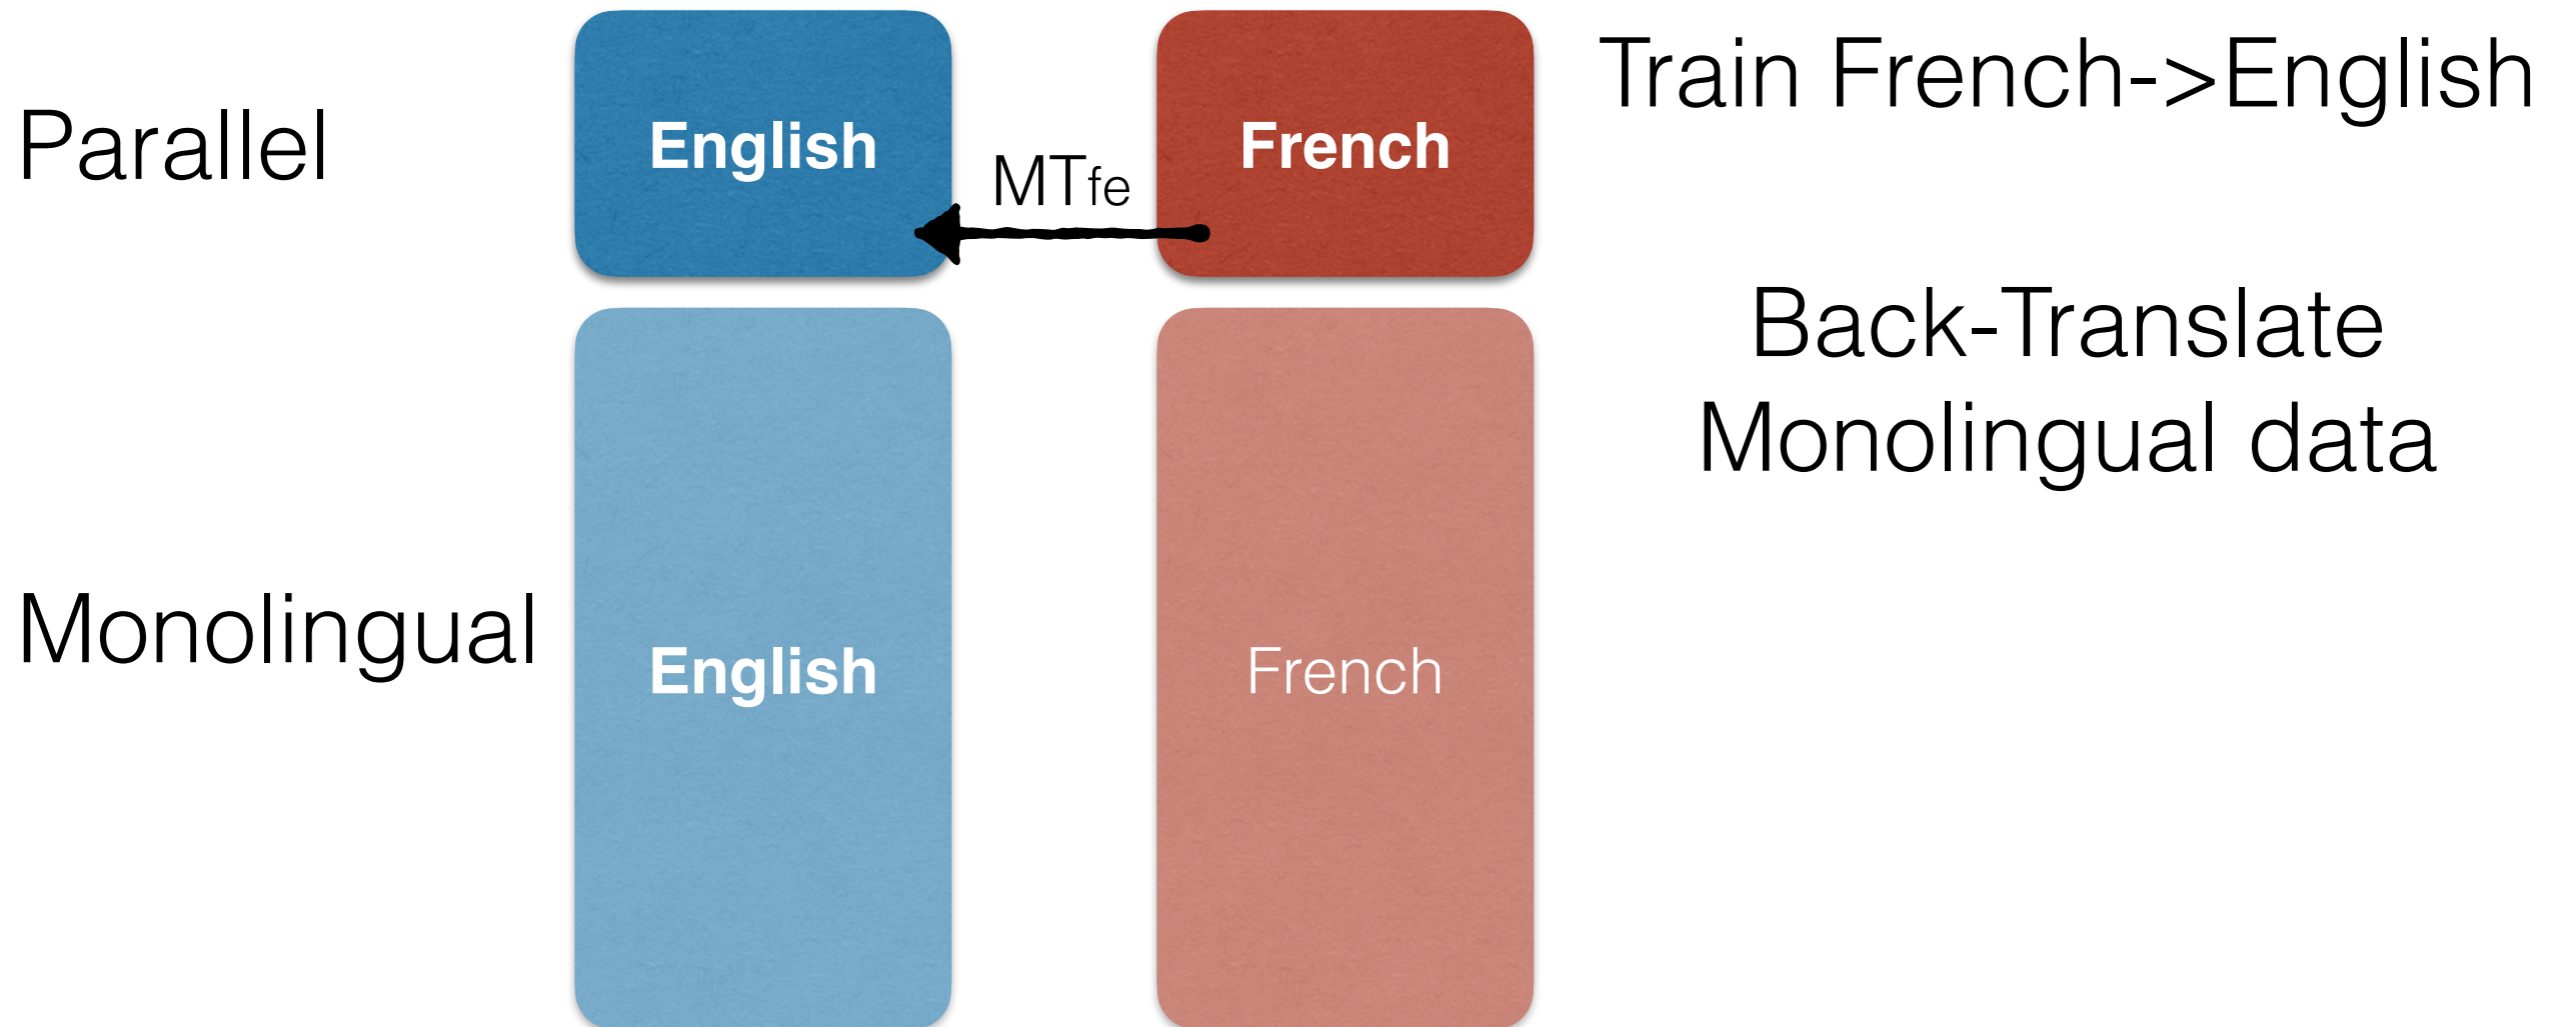 Parallel
English
MTfe
French
Train French->English
Back-Translate
Monolingual data
Monolingual
English
French